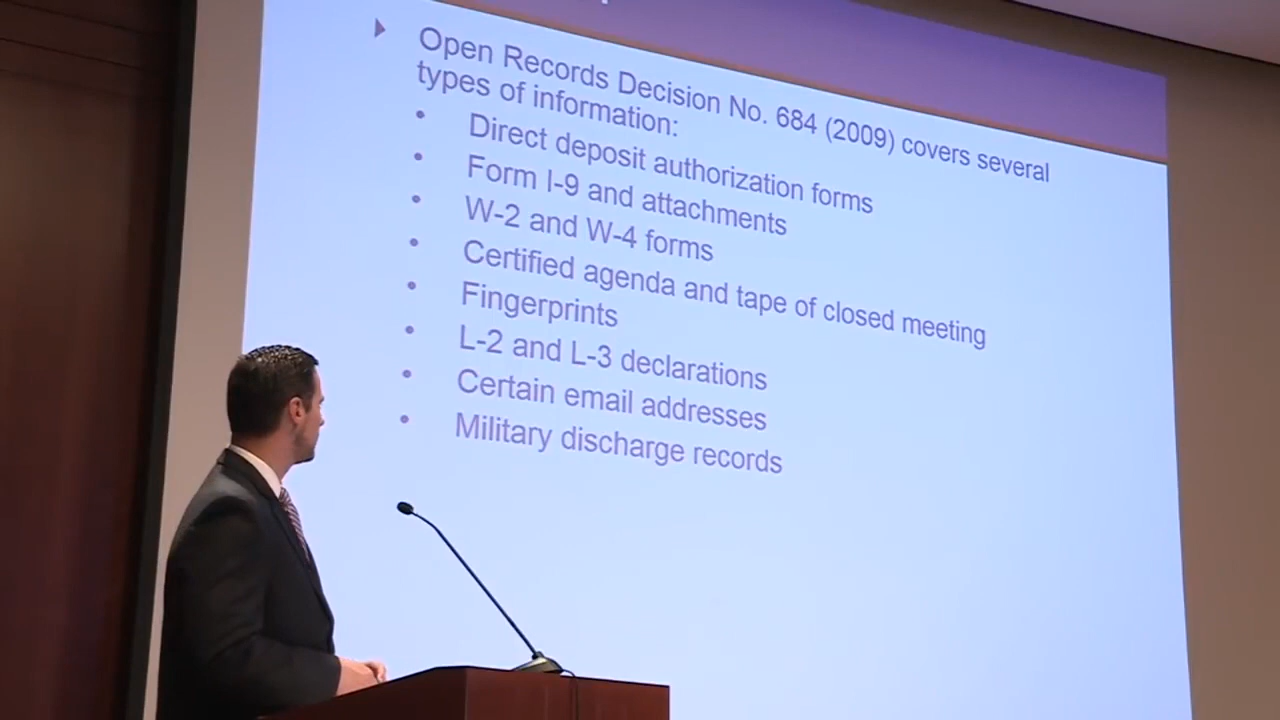 Open Records Decision No. 684 (2009) covers several
types of information:
Direct deposit authorization forms
Form I-9 and attachments
W-2 and W-4 forms
Certified agenda and tape of closed meeting
Fingerprints
L-2 and L-3 declarations
Certain email addresses
Military discharge records